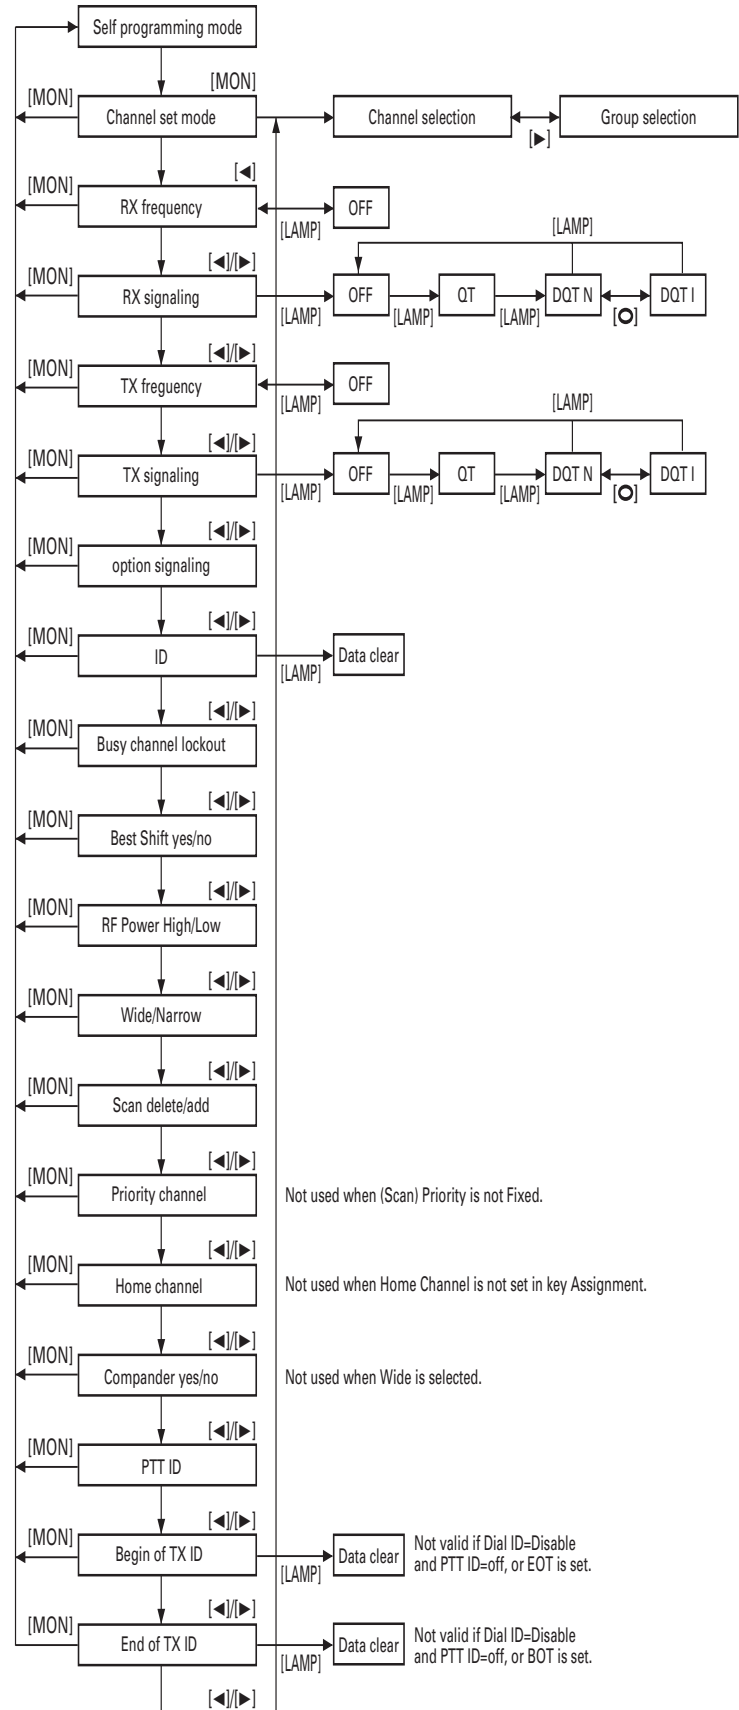 Self programming mode
[MON]
[MON]
Channel set mode
Channel selection
Group selection
[▶]
[◀]
[MON]
RX frequency
OFF
[LAMP]
[LAMP]
[◀]/[▶]
[MON]
RX signaling
OFF
QT
DQT N
DQT I
[LAMP]
[LAMP]
[LAMP]
[O]
[◀]/[▶]
[MON]
TX freguency
OFF
[LAMP]
[LAMP]
[◀]/[▶]
[MON]
TX signaling
OFF
QT
DQT N
DQT I
[LAMP]
[LAMP]
[LAMP]
[O]
[◀]/[▶]
[MON]
option signaling
[◀]/[▶]
[MON]
ID
Data clear
[LAMP]
[◀]/[▶]
[MON]
Busy channel lockout
[◀]/[▶]
[MON]
Best Shift yes/no
[◀]/[▶]
[MON]
RF Power High/Low
[◀]/[▶]
[MON]
Wide/Narrow
[◀]/[▶]
[MON]
Scan delete/add
[◀]/[▶]
[MON]
Priority channel
Not used when (Scan) Priority is not Fixed.
[◀]/[▶]
[MON]
Home channel
Not used when Home Channel is not set in key Assignment.
[◀]/[▶]
[MON]
Compander yes/no
Not used when Wide is selected.
[◀]/[▶]
[MON]
PTT ID
[◀]/[▶]
[MON]
Begin of TX ID
[LAMP]
Data clear
Not valid if Dial ID=Disable
and PTT ID=off, or EOT is set.
[◀]/[▶]
[MON]
End of TX ID
[LAMP]
Data clear
Not valid if Dial ID=Disable
and PTT ID=off, or BOT is set.
[◀]/[▶]